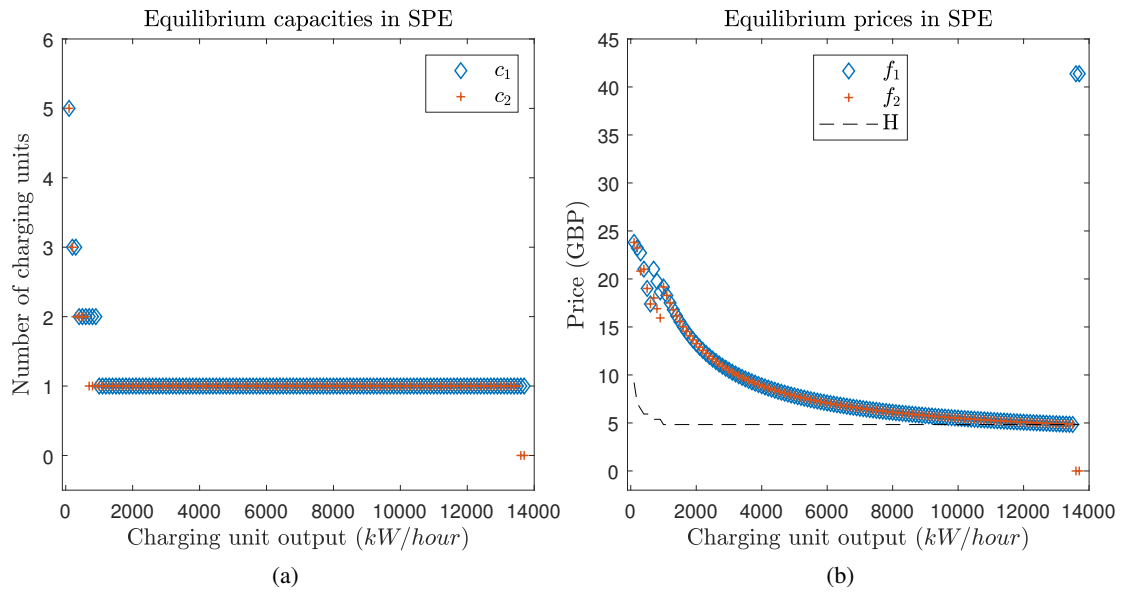 Equilibrium capacities in SPE
6
5
4
3
2
1
0
Number of charging units
c₁
c₂
0 2000 4000 6000 8000 10000 12000 14000
Charging unit output (kW/hour)
(a)
Equilibrium prices in SPE
45
40
35
30
25
20
15
10
5
0
Price (GBP)
f₁
f₂
H
0 2000 4000 6000 8000 10000 12000 14000
Charging unit output (kW/hour)
(b)